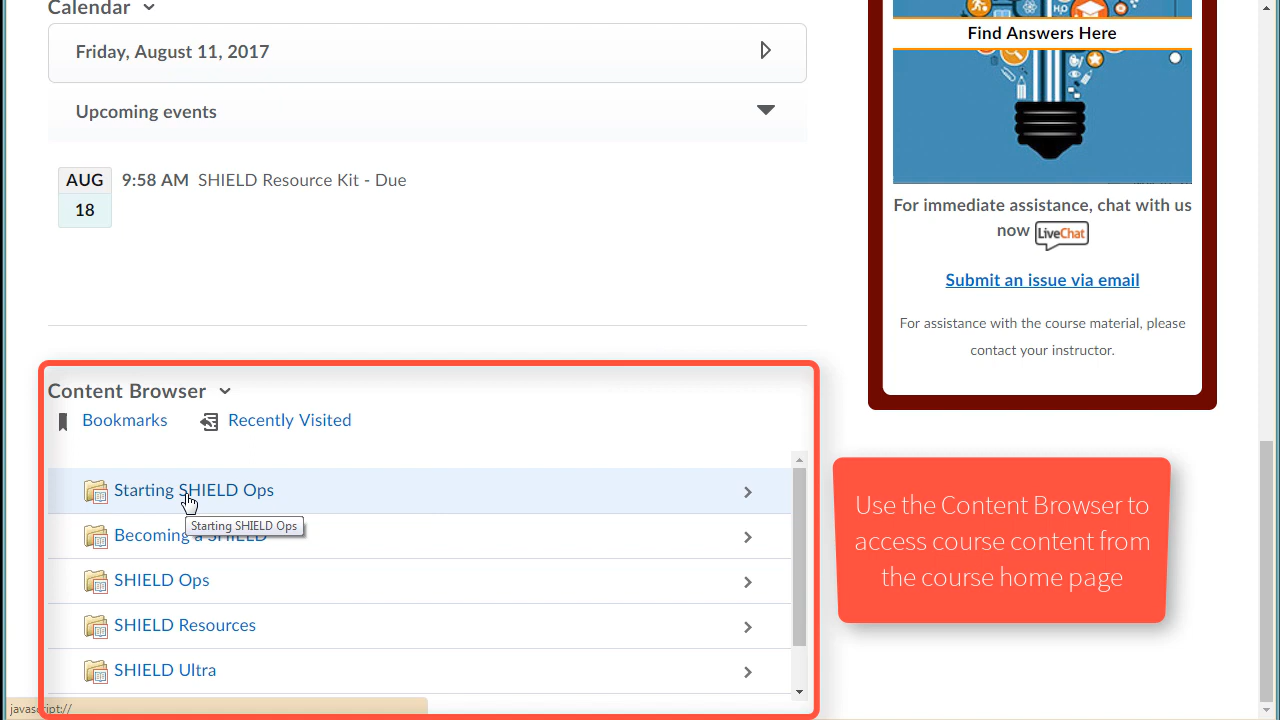 Calendar
Friday, August 11, 2017
Upcoming events
AUG
18
9:58 AM SHIELD Resource Kit - Due
Content Browser
Bookmarks Recently Visited
Starting SHIELD Ops
Starting SHIELD Ops
Becoming a SHIELD
SHIELD Ops
SHIELD Resources
SHIELD Ultra
javascript://
Find Answers Here
For immediate assistance, chat with us
now LiveChat
Submit an issue via email
For assistance with the course material, please
contact your instructor.
Use the Content Browser to
access course content from
the course home page